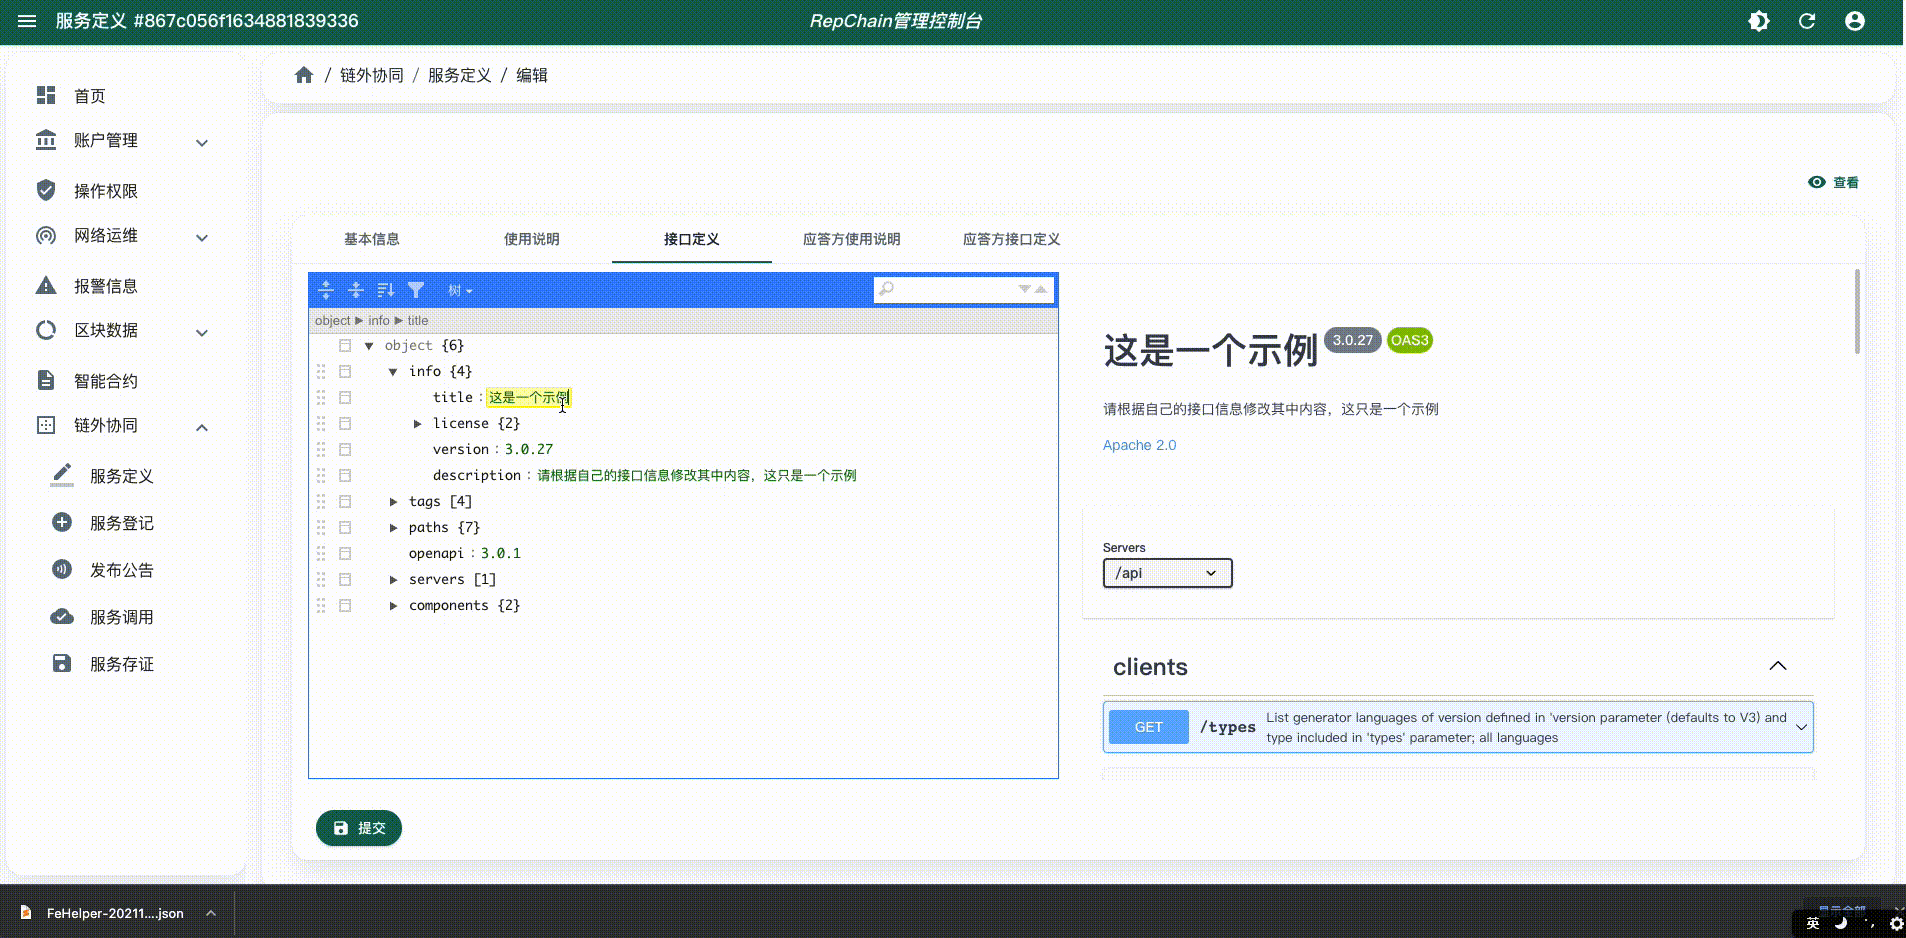 服务定义 #867c056f1634881839336
RepChain管理控制台
首页
账户管理
操作权限
网络运维
报警信息
区块数据
智能合约
链外协同
服务定义
服务登记
发布公告
服务调用
服务存证
/ 链外协同 / 服务定义 / 编辑
查看
基本信息
使用说明
接口定义
应答方使用说明
应答方接口定义
树
object ► info ► title
object {6}
info {4}
title : 这是一个示例
license {2}
version : 3.0.27
description : 请根据自己的接口信息修改其中内容，这只是一个示例
tags [4]
paths {7}
openapi : 3.0.1
servers [1]
components {2}
提交
这是一个示例 3.0.27 OAS3
请根据自己的接口信息修改其中内容，这只是一个示例
Apache 2.0
Servers
/api
clients
GET /types
List generator languages of version defined in 'version parameter (defaults to V3) and
type included in 'types' parameter; all languages
FeHelper-20211....json
显示全部
英